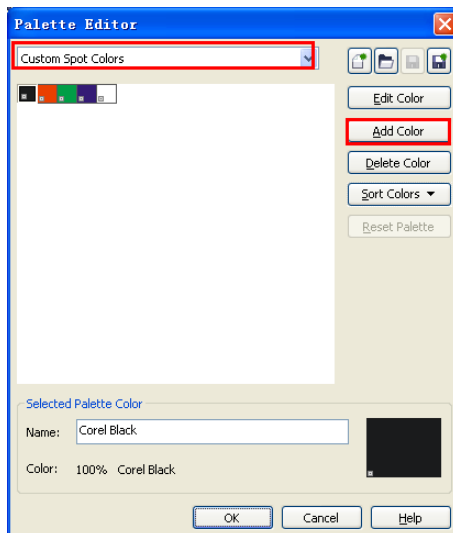 Palette Editor
Custom Spot Colors
Edit Color
Add Color
Delete Color
Sort Colors
Reset Palette
Selected Palette Color
Name: Corel Black
Color: 100% Corel Black
OK Cancel Help